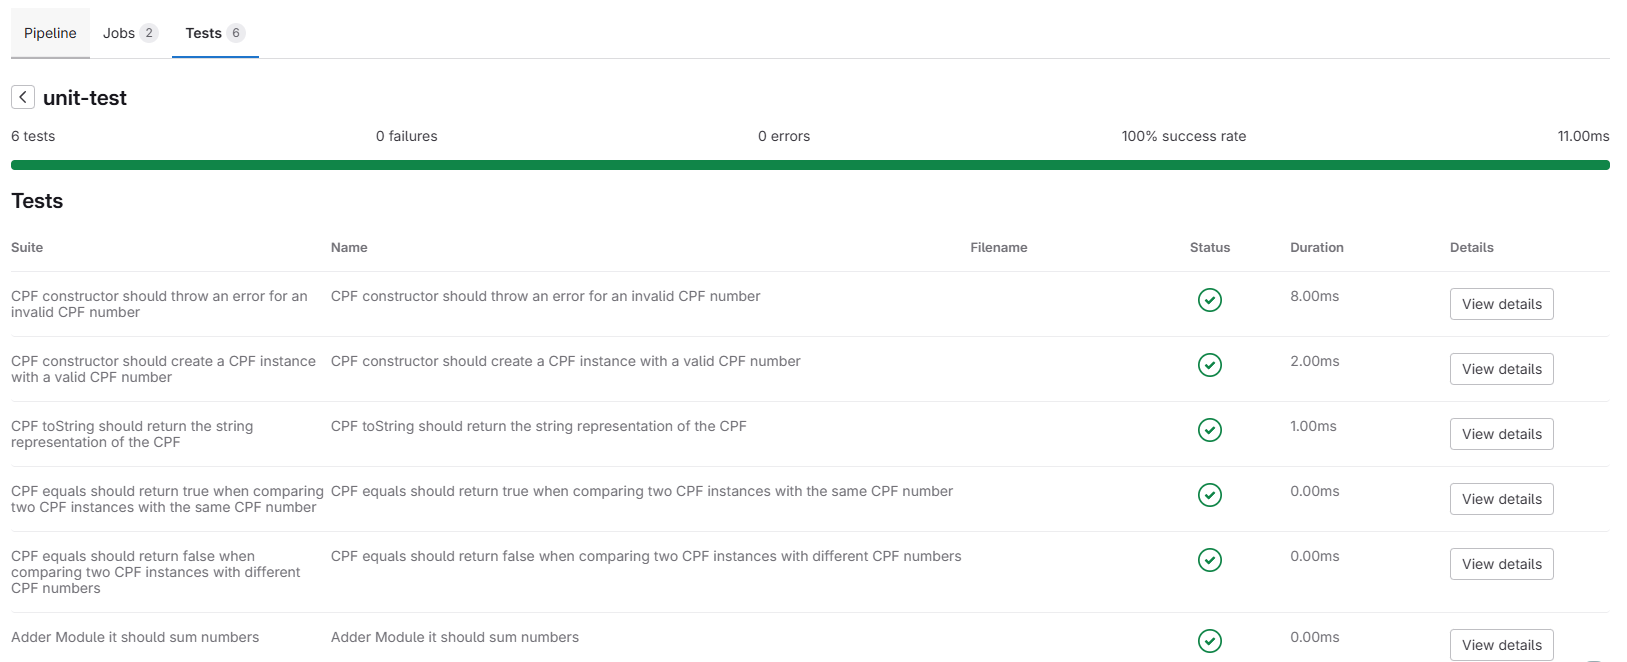 Pipeline Jobs 2 Tests 6
unit-test
6 tests 0 failures 0 errors 100% success rate 11.00ms
Tests
Suite Name Filename Status Duration Details
CPF constructor should throw an error for an CPF constructor should throw an error for an invalid CPF number 8.00ms View details
invalid CPF number
CPF constructor should create a CPF instance CPF constructor should create a CPF instance with a valid CPF number 2.00ms View details
with a valid CPF number
CPF toString should return the string CPF toString should return the string representation of the CPF 1.00ms View details
representation of the CPF
CPF equals should return true when comparing CPF equals should return true when comparing two CPF instances with the same CPF number 0.00ms View details
two CPF instances with the same CPF number
CPF equals should return false when CPF equals should return false when comparing two CPF instances with different CPF numbers 0.00ms View details
comparing two CPF instances with different
CPF numbers
Adder Module it should sum numbers Adder Module it should sum numbers 0.00ms View details